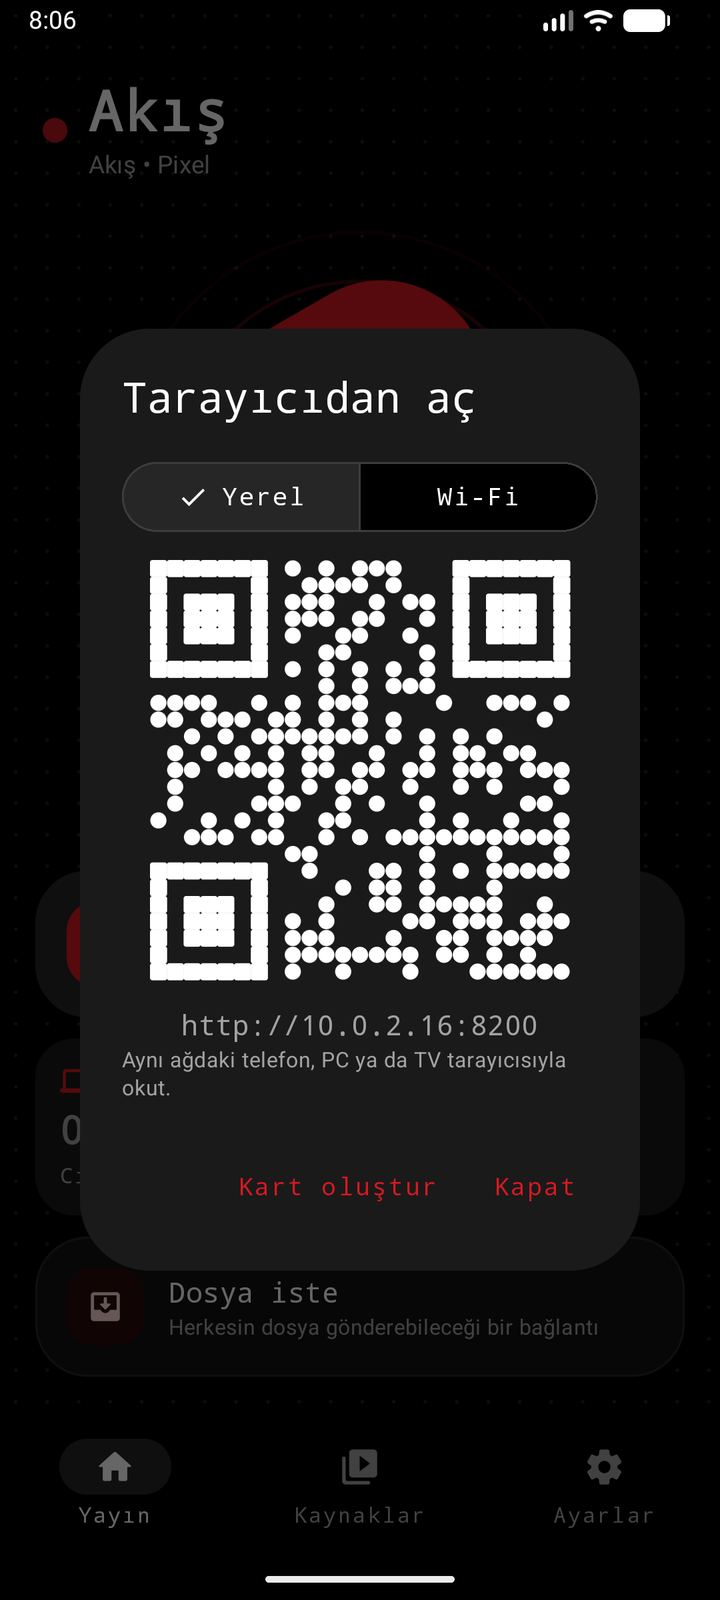 8:06
Akış
Akış • Pixel
Tarayıcıdan aç
Yerel
Wi-Fi
http://10.0.2.16:8200
Aynı ağdaki telefon, PC ya da TV tarayıcısıyla
okut.
Kart oluştur
Kapat
Dosya iste
Herkesin dosya gönderebileceği bir bağlantı
Yayın
Kaynaklar
Ayarlar